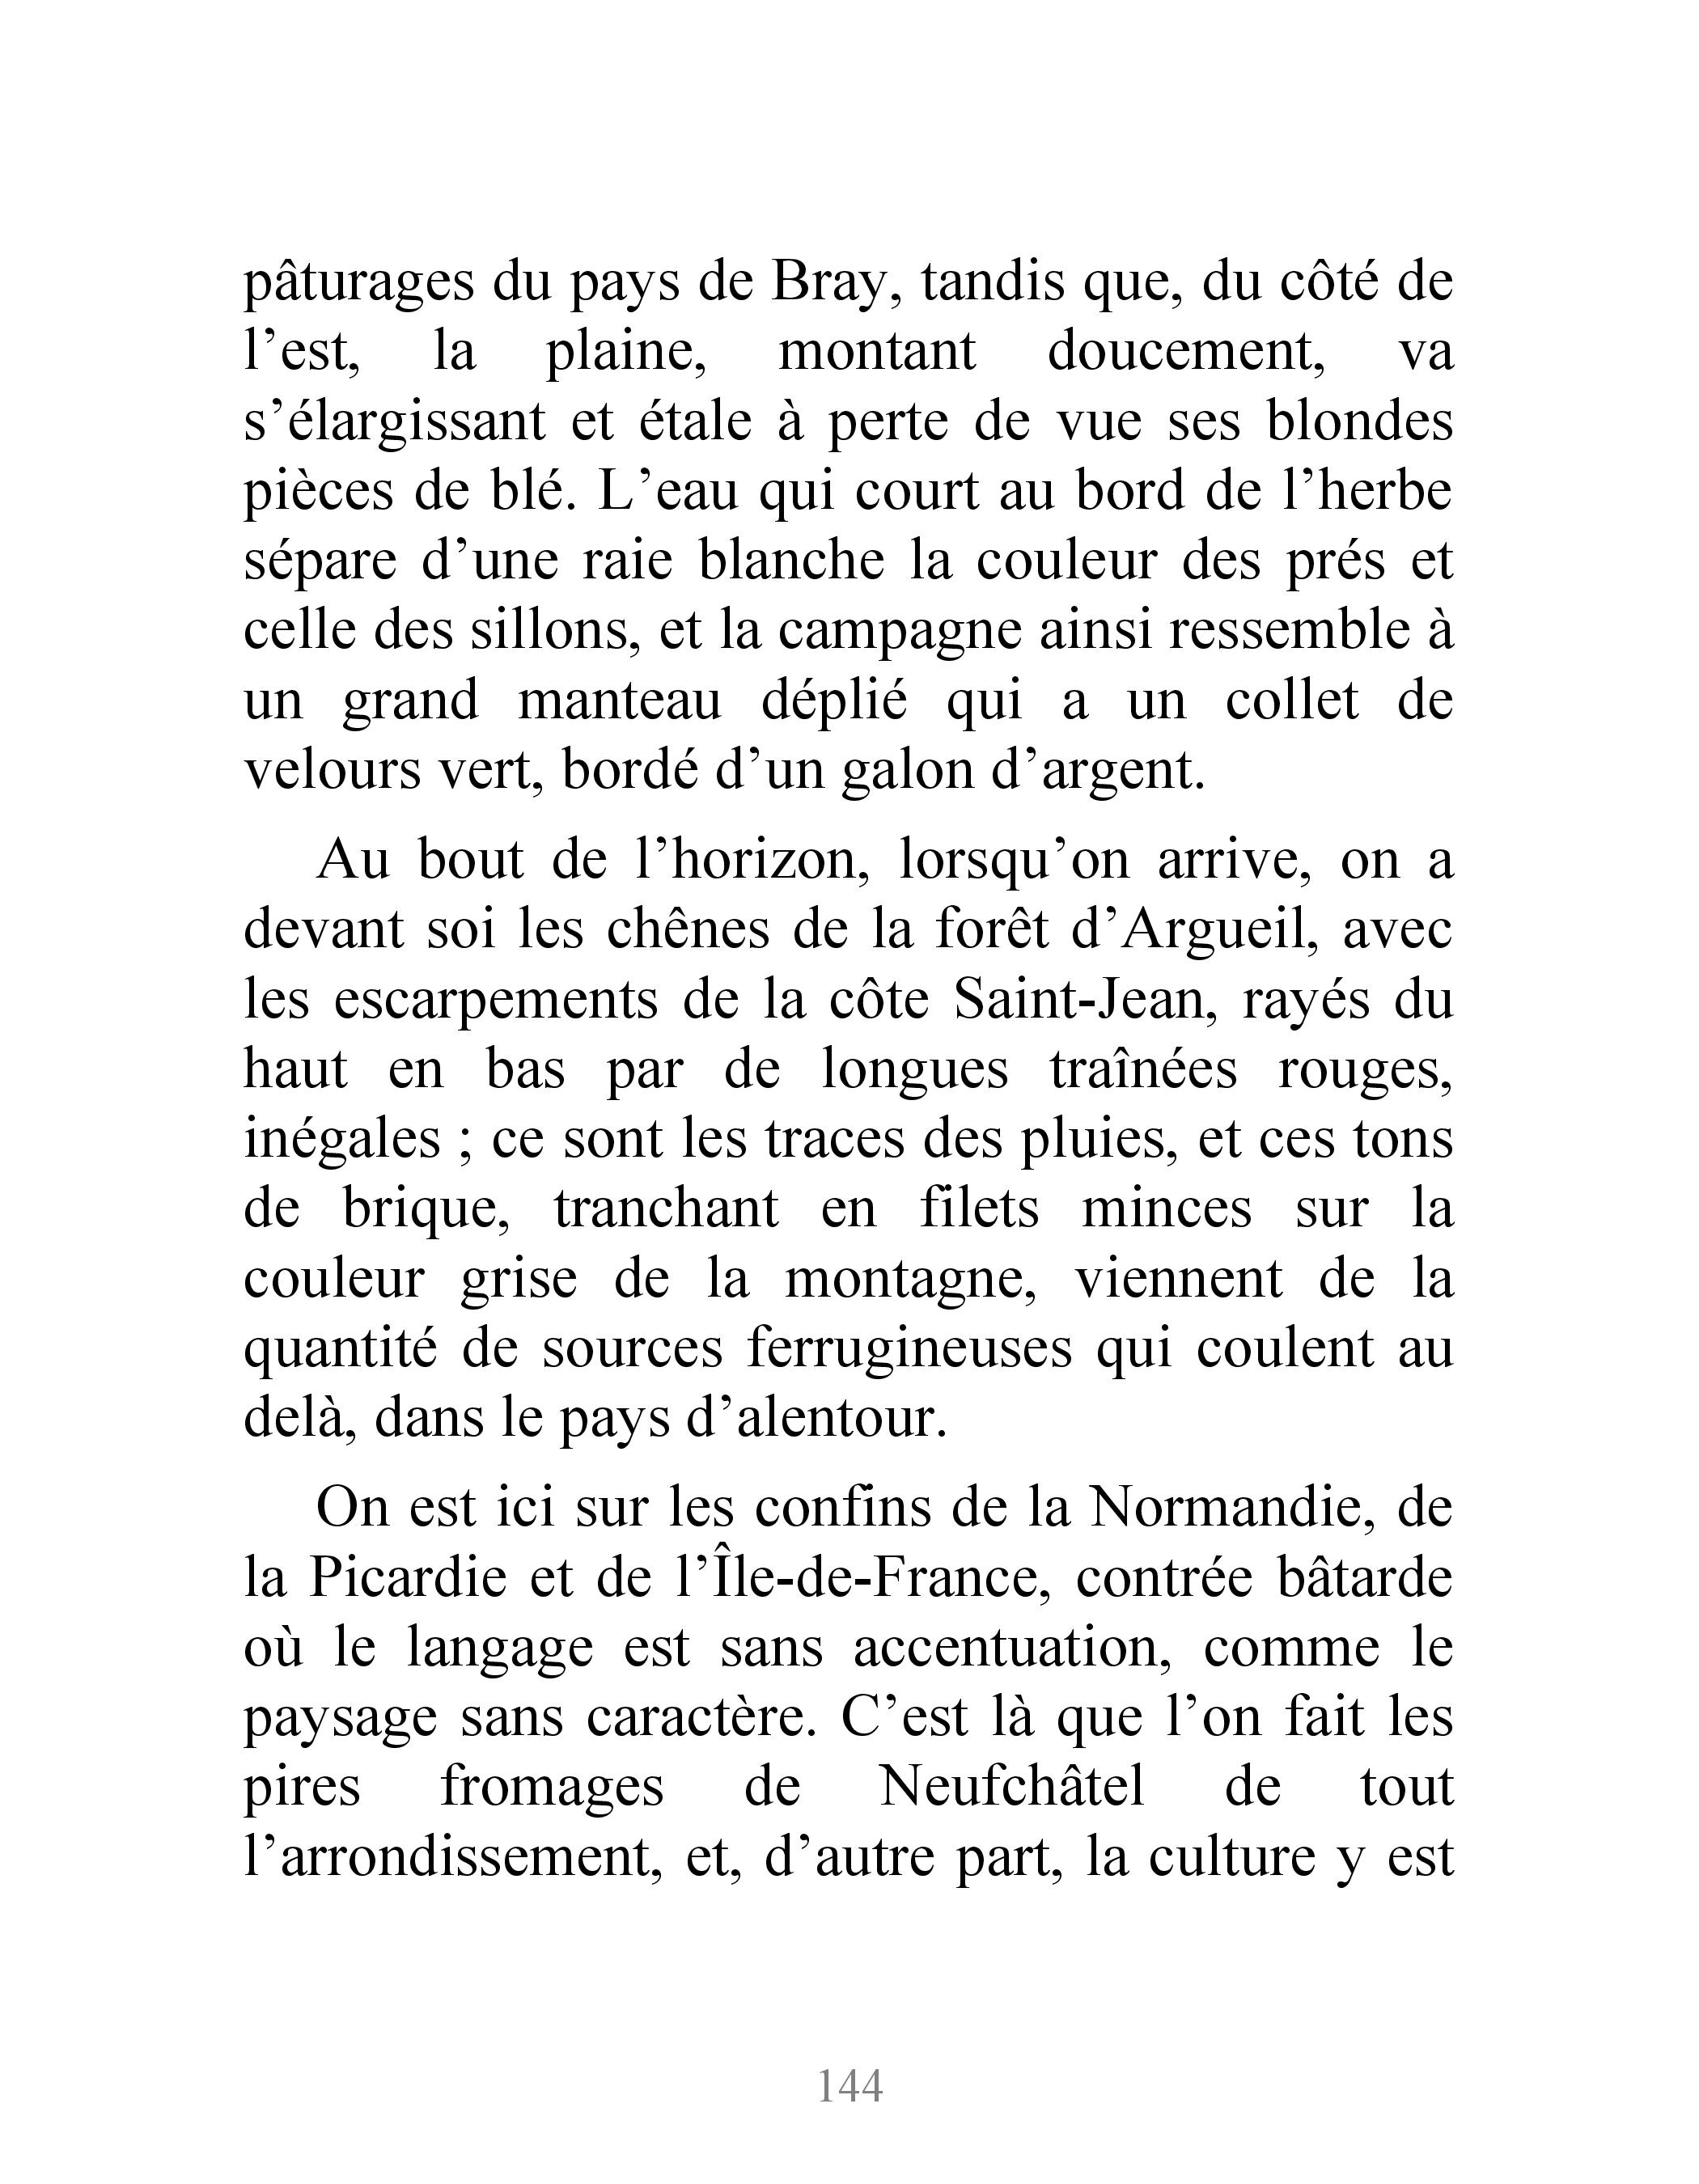 pâturages du pays de Bray, tandis que, du côté de
l’est, la plaine, montant doucement, va
s’élargissant et étale à perte de vue ses blondes
pièces de blé. L’eau qui court au bord de l’herbe
sépare d’une raie blanche la couleur des prés et
celle des sillons, et la campagne ainsi ressemble à
un grand manteau déplié qui a un collet de
velours vert, bordé d’un galon d’argent.
Au bout de l’horizon, lorsqu’on arrive, on a
devant soi les chênes de la forêt d’Argueil, avec
les escarpements de la côte Saint-Jean, rayés du
haut en bas par de longues traînées rouges,
inégales ; ce sont les traces des pluies, et ces tons
de brique, tranchant en filets minces sur la
couleur grise de la montagne, viennent de la
quantité de sources ferrugineuses qui coulent au
delà, dans le pays d’alentour.
On est ici sur les confins de la Normandie, de
la Picardie et de l’Île-de-France, contrée bâtarde
où le langage est sans accentuation, comme le
paysage sans caractère. C’est là que l’on fait les
pires fromages de Neufchâtel de tout
l’arrondissement, et, d’autre part, la culture y est
144